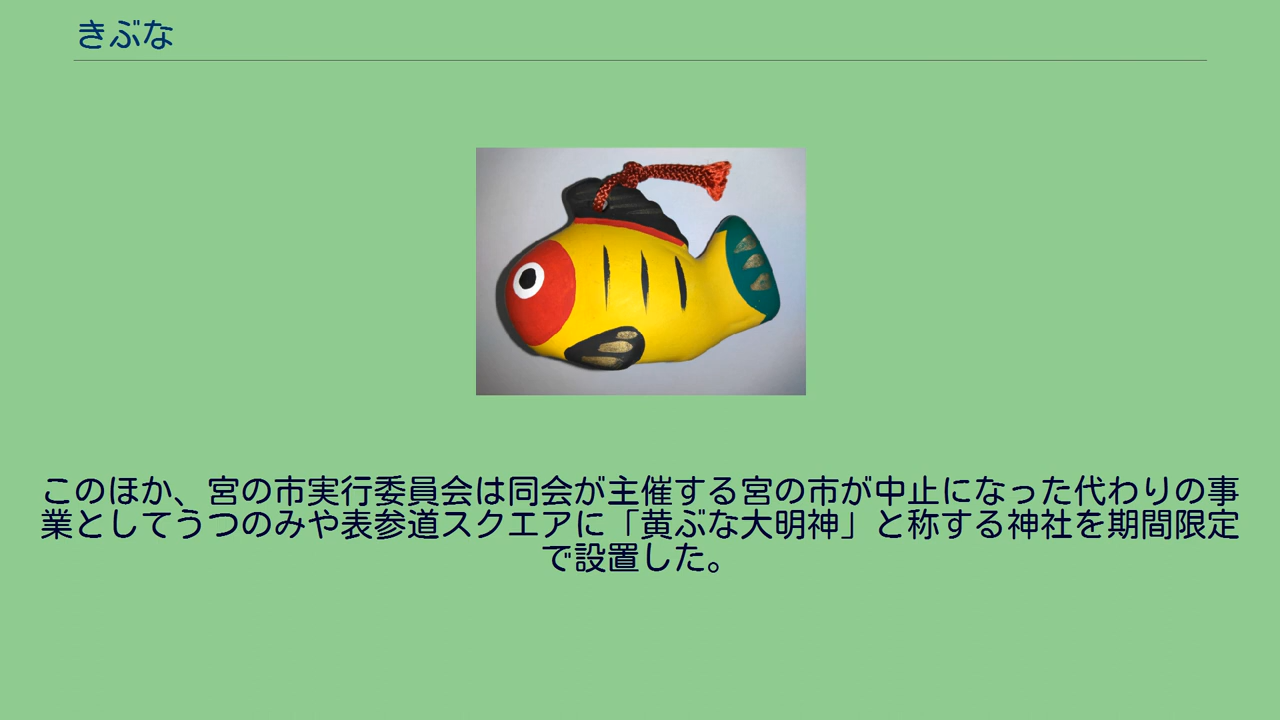 きぶな
このほか、宮の市実行委員会は同会が主催する宮の市が中止になった代わりの事
業としてうつのみや表参道スクエアに「黄ぶな大明神」と称する神社を期間限定
で設置した。